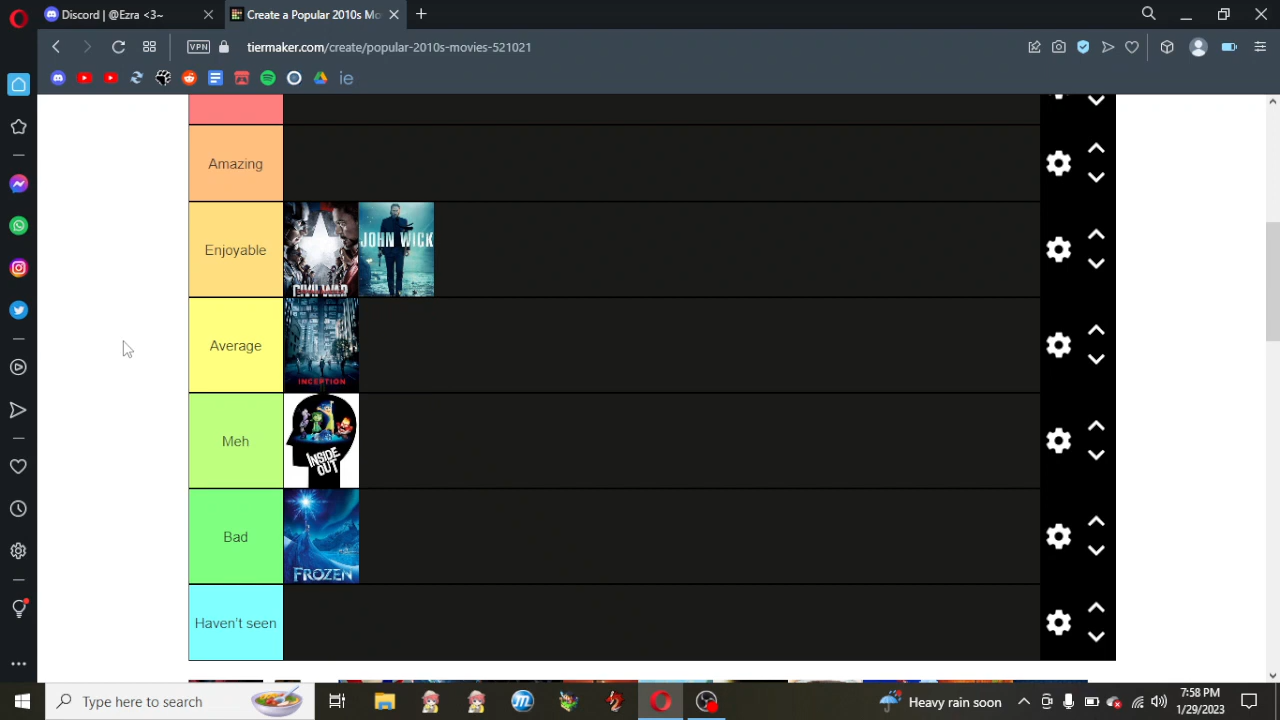 Discord | @Ezra <3~
Create a Popular 2010s Mo
VPN
tiermaker.com/create/popular-2010s-movies-521021
ie
Amazing
Enjoyable
CIVIL WAR
JOHN WICK
Average
INCEPTION
Meh
INSIDE OUT
Bad
FROZEN
Haven't seen
Type here to search
Heavy rain soon
7:58 PM
1/29/2023